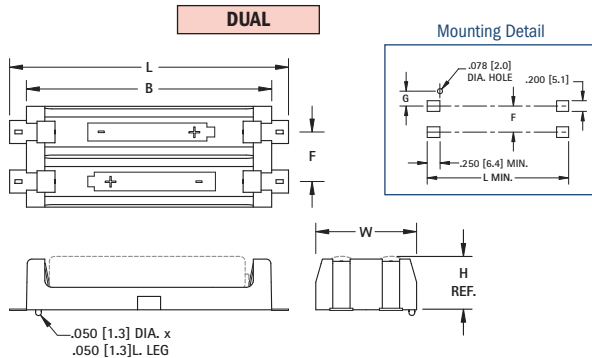 DUAL
Mounting Detail
L
B
.078 [2.0]
DIA. HOLE
.200 [5.1]
G
F
.250 [6.4] MIN.
L MIN.
- +
F
+ -
W
H
REF.
.050 [1.3] DIA. x
.050 [1.3]L. LEG